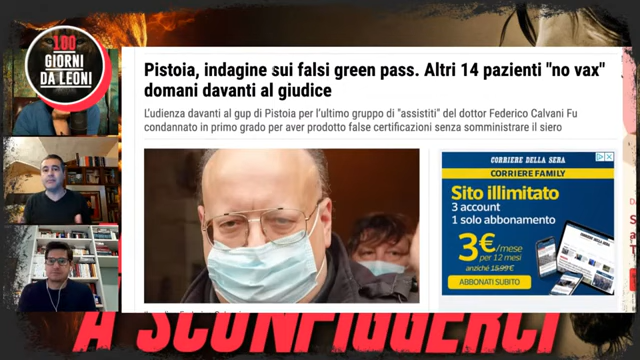 100
GIORNI
DA LEONI
Pistoia, indagine sui falsi green pass. Altri 14 pazienti "no vax"
domani davanti al giudice
L'udienza davanti al gup di Pistoia per l'ultimo gruppo di "assistiti" del dottor Federico Calvani Fu
condannato in primo grado per aver prodotto false certificazioni senza somministrare il siero
CORRIERE DELLA SERA
CORRIERE FAMILY
Sito illimitato
3 account
1 solo abbonamento
3€/mese
per 12 mesi
anziché 15,99€
ABBONATI SUBITO
A SCONFIGGERCI